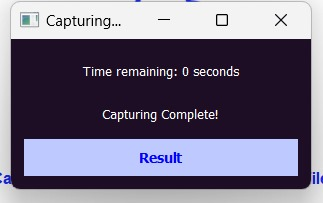 Capturing...
Time remaining: 0 seconds
Capturing Complete!
Result